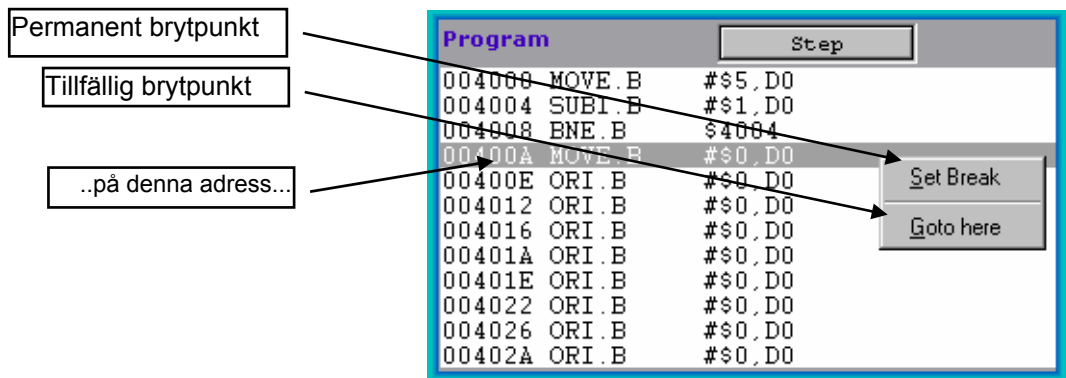 Permanent brytpunkt
Tillfällig brytpunkt
..på denna adress...
Program
Step
004000 MOVE.B #$5,D0
004004 SUBI.B #$1,D0
004008 BNE.B $4004
00400A MOVE.B #$0,D0
00400E ORI.B #$0,D0
004012 ORI.B #$0,D0
004016 ORI.B #$0,D0
00401A ORI.B #$0,D0
00401E ORI.B #$0,D0
004022 ORI.B #$0,D0
004026 ORI.B #$0,D0
00402A ORI.B #$0,D0
Set Break
Goto here